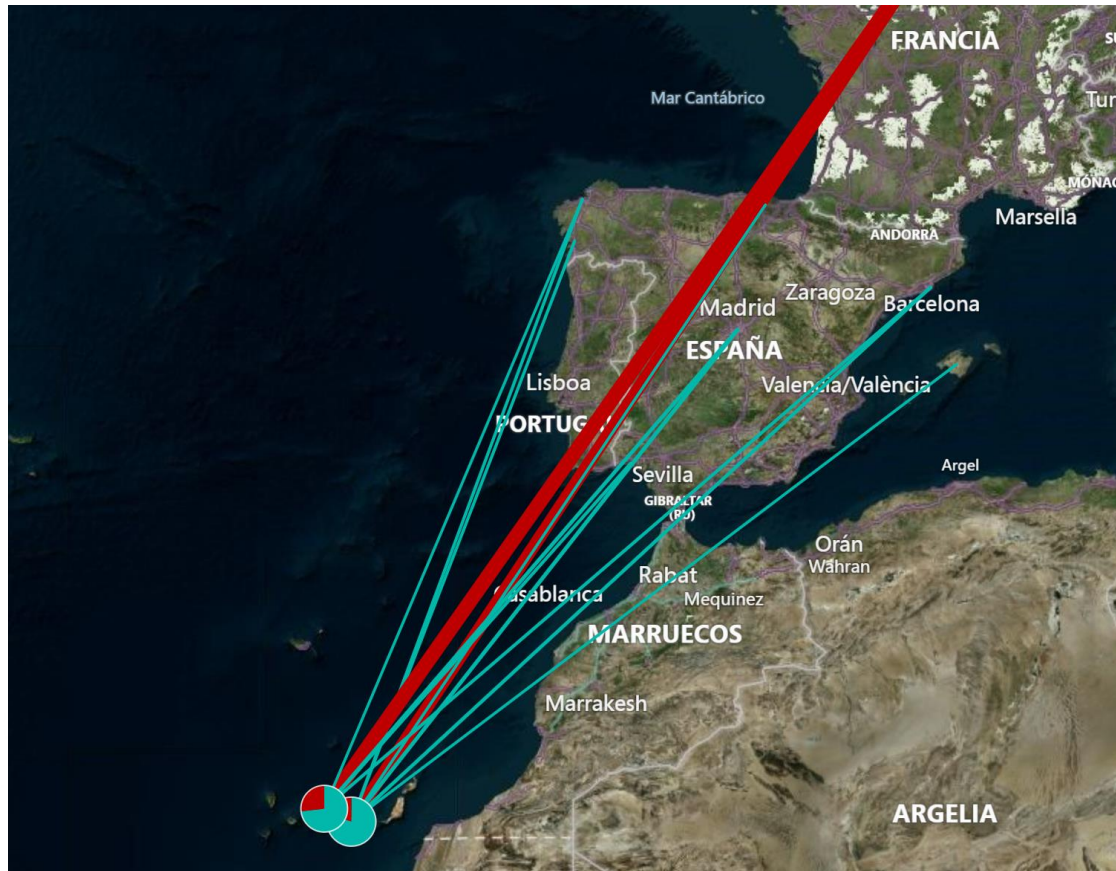 FRANCIA
Mar Cantábrico
Marsella
ANDORRA
Zaragoza
Madrid
Barcelona
ESPAÑA
Lisboa
Valencia/València
PORTUG
Sevilla
Argel
GIBRALTAR
(RU)
Orán
Wahran
Rabat
Casablanca
Mequinez
MARRUECOS
Marrakesh
ARGELIA